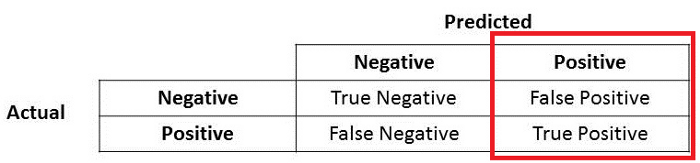 Predicted
Negative Positive
Actual
Negative True Negative False Positive
Positive False Negative True Positive